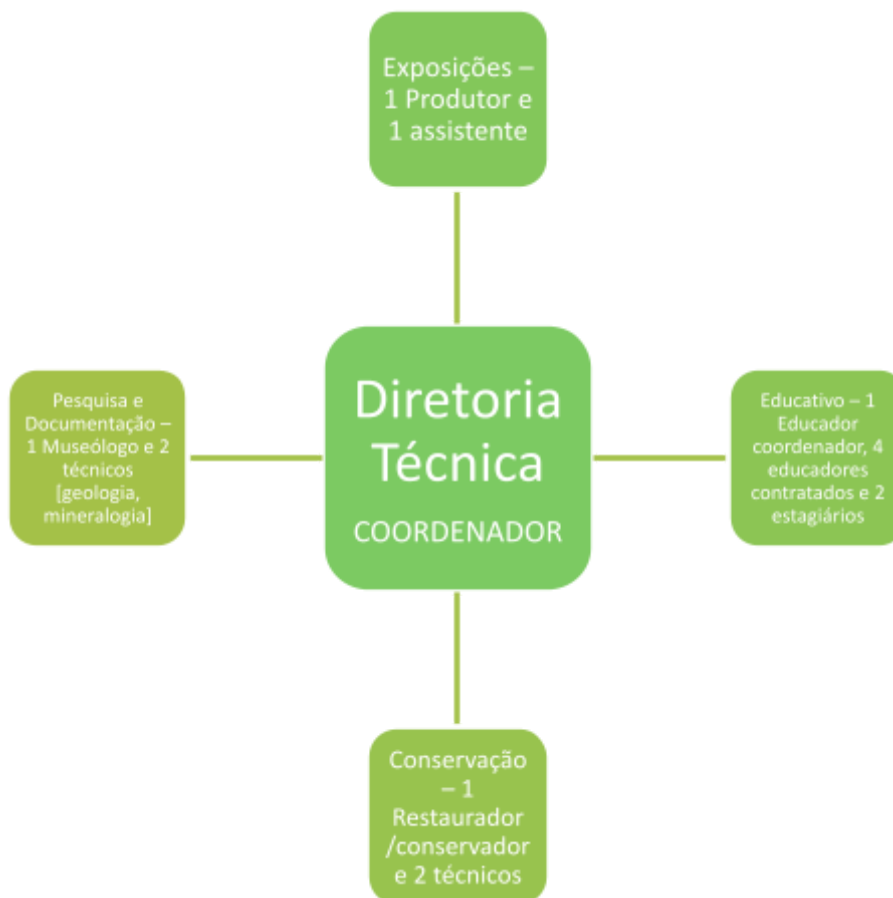 Exposições –
1 Produtor e
1 assistente
Pesquisa e
Documentação –
1 Museólogo e 2
técnicos
[geologia,
mineralogia]
Diretoria
Técnica
COORDENADOR
Educativo – 1
Educador
coordenador, 4
educadores
contratados e 2
estagiários
Conservação
– 1
Restaurador
/conservador
e 2 técnicos